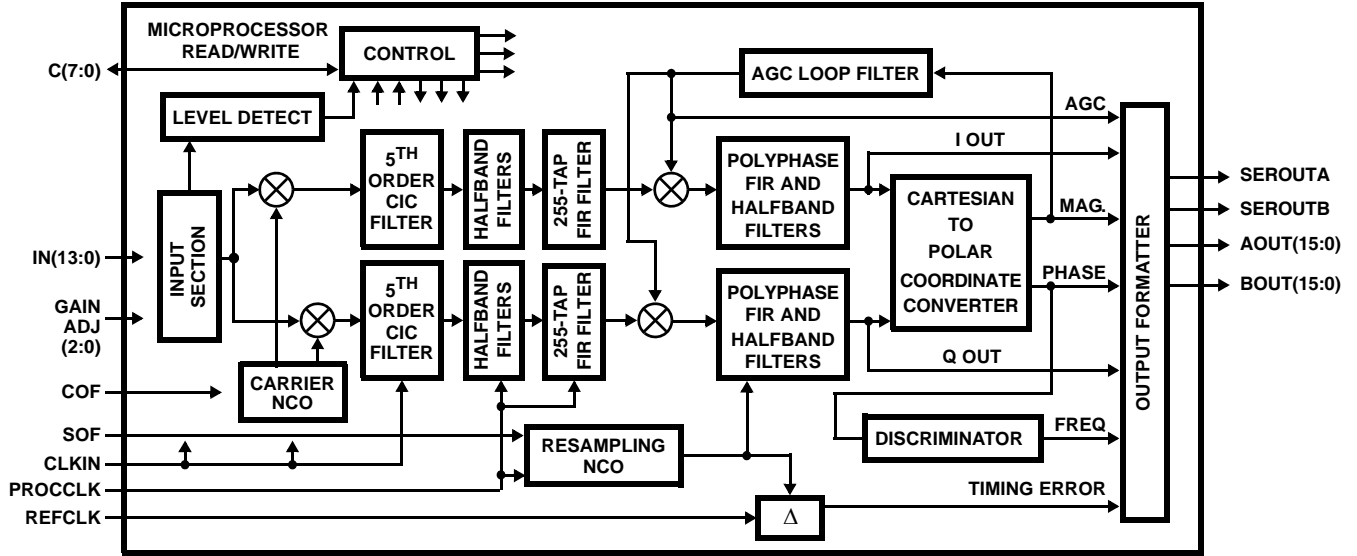 MICROPROCESSOR
READ/WRITE
C(7:0)
CONTROL
AGC LOOP FILTER
LEVEL DETECT
AGC
I OUT
5TH
ORDER
CIC
FILTER
HALFBAND
FILTERS
255-TAP
FIR FILTER
POLYPHASE
FIR AND
HALFBAND
FILTERS
CARTESIAN
TO
POLAR
COORDINATE
CONVERTER
MAG.
PHASE
SEROUTA
SEROUTB
AOUT(15:0)
BOUT(15:0)
OUTPUT FORMATTER
IN(13:0)
INPUT
SECTION
GAIN
ADJ
(2:0)
5TH
ORDER
CIC
FILTER
HALFBAND
FILTERS
255-TAP
FIR FILTER
POLYPHASE
FIR AND
HALFBAND
FILTERS
Q OUT
COF
CARRIER
NCO
SOF
RESAMPLING
NCO
DISCRIMINATOR
FREQ
CLKIN
PROCCLK
TIMING ERROR
REFCLK
Δ